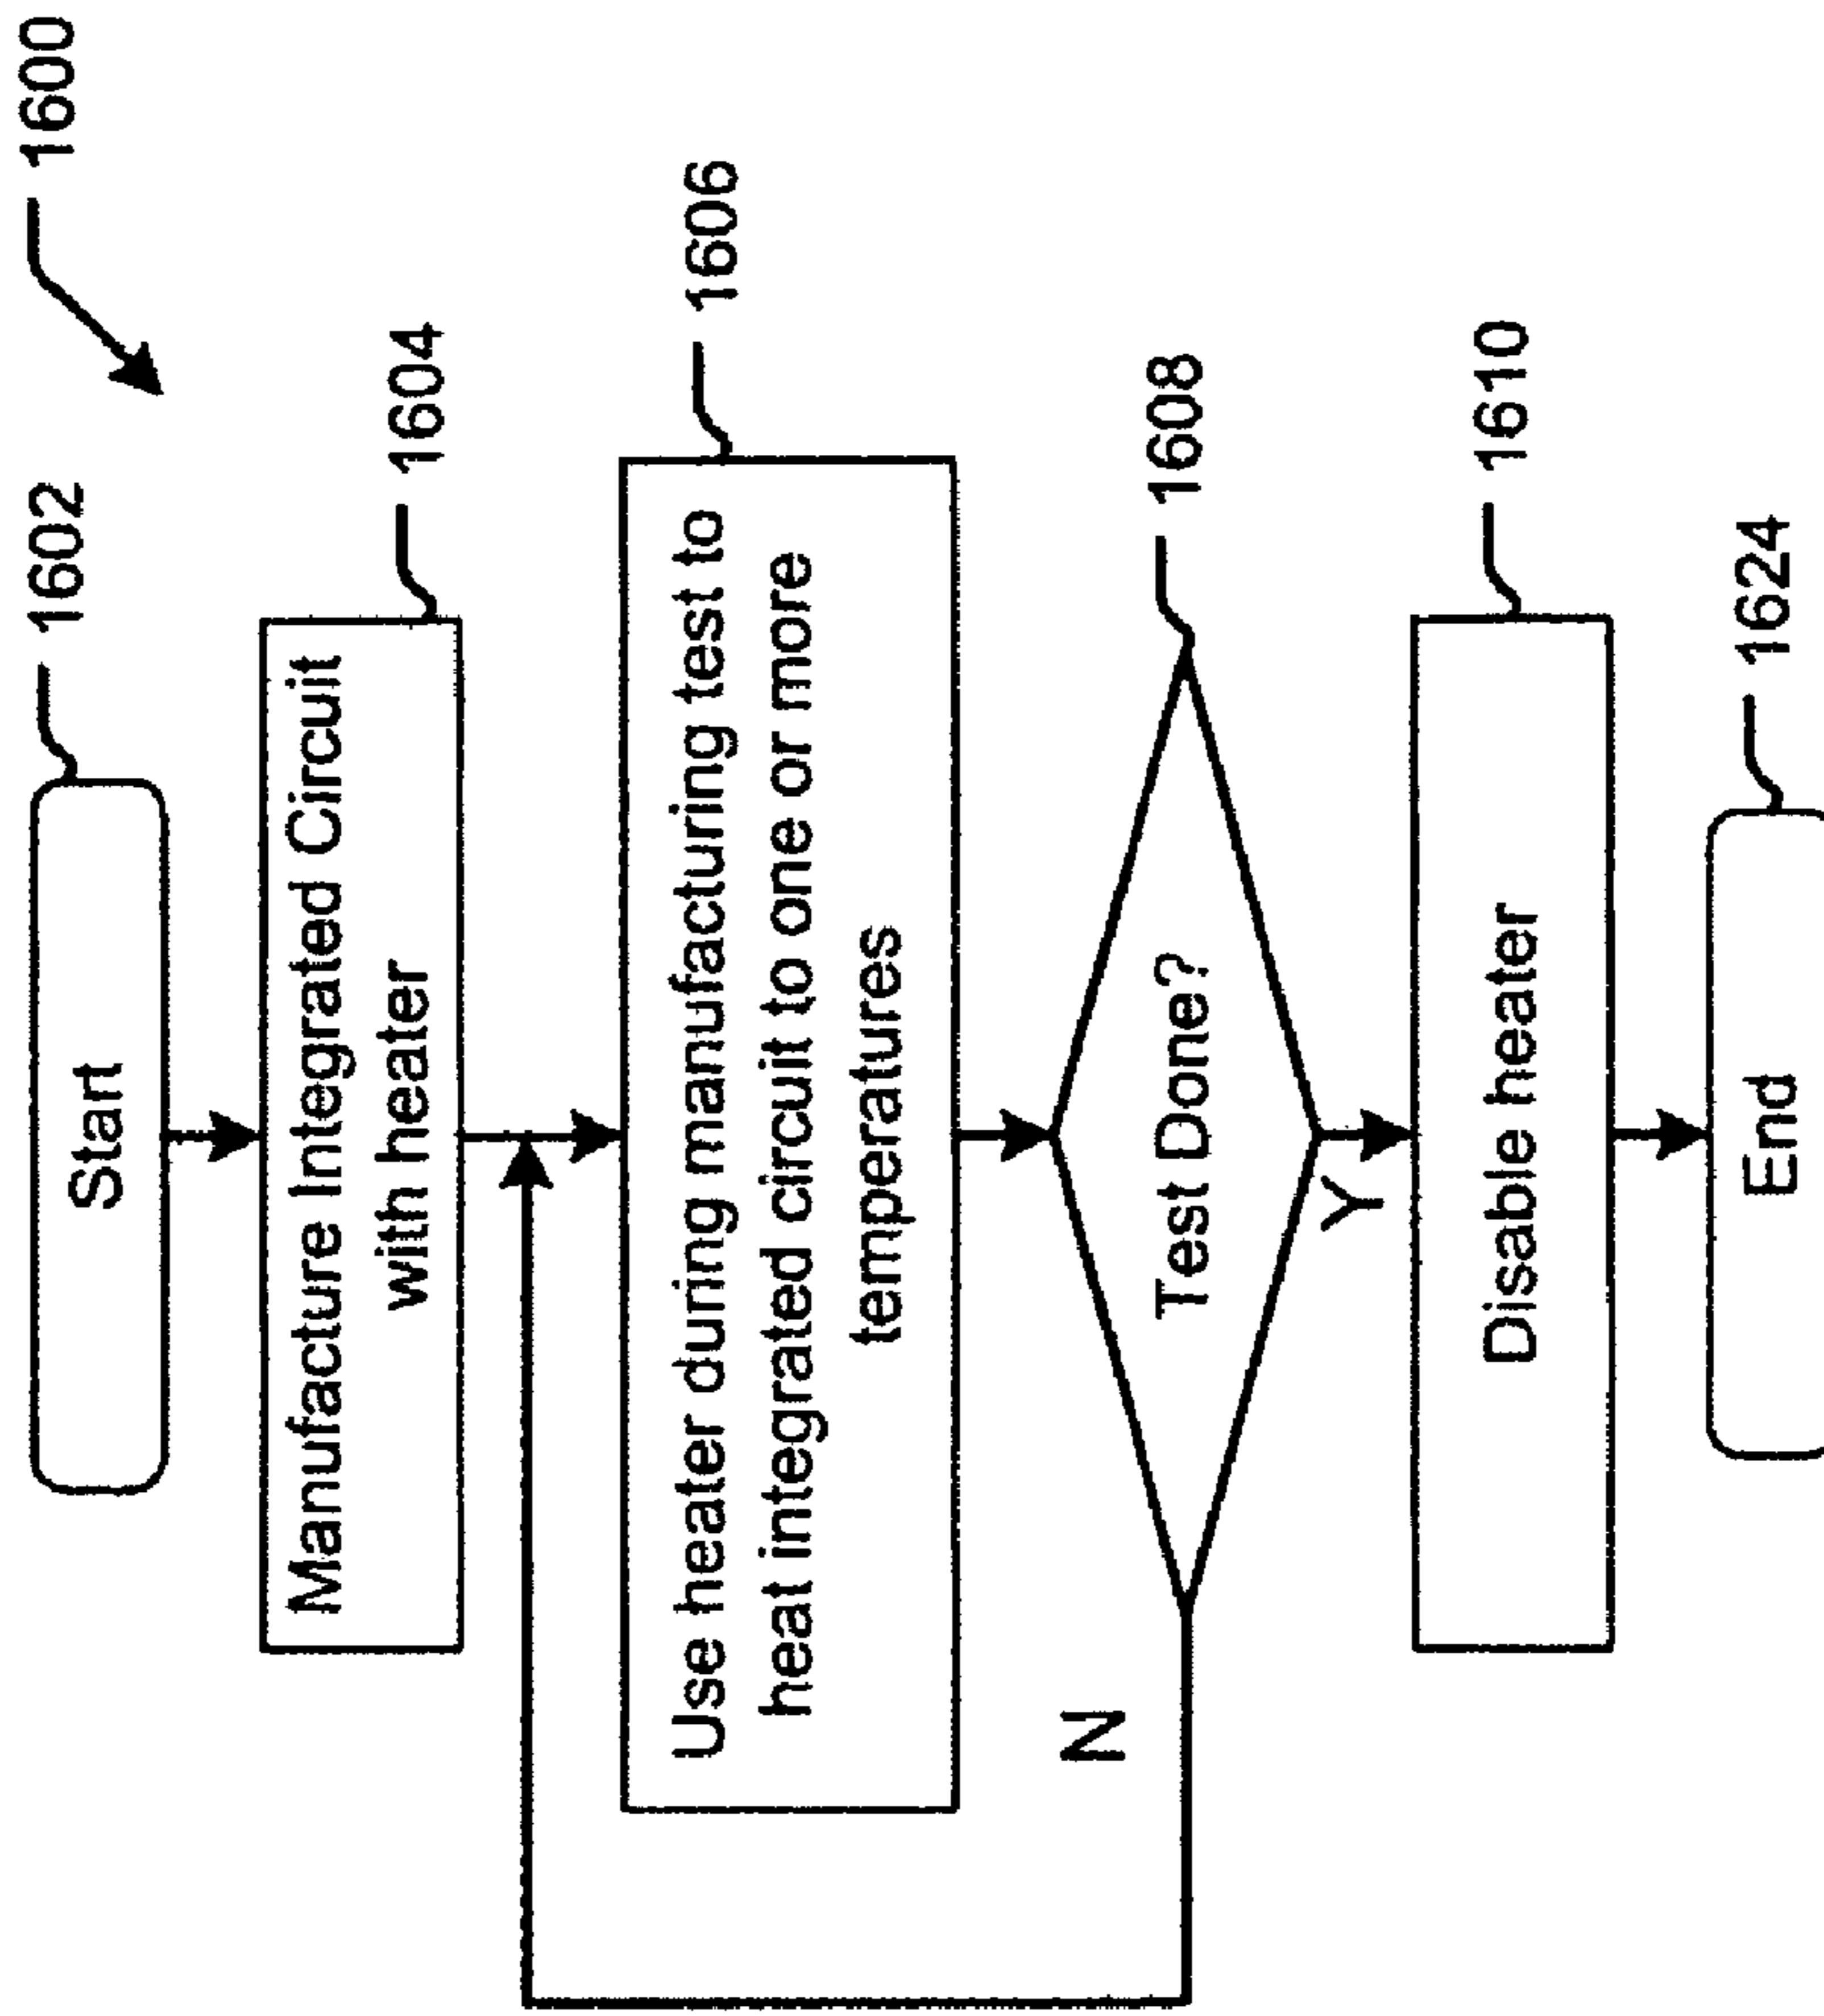 1600
Start
1602
Manufacture Integrated Circuit
with heater
1604
Use heater during manufacturing test to
heat integrated circuit to one or more
temperatures
1606
N
Test Done?
1608
Y
Disable heater
1610
End
1624